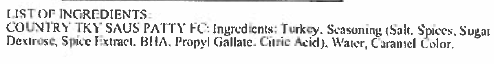 LIST OF INGREDIENTS:
COUNTRY TKY SAUS PATTY FC: Ingredients: Turkey, Seasoning (Salt, Spices, Sugar
Dextrose, Spice Extract, BHA, Propyl Gallate, Citric Acid), Water, Caramel Color.